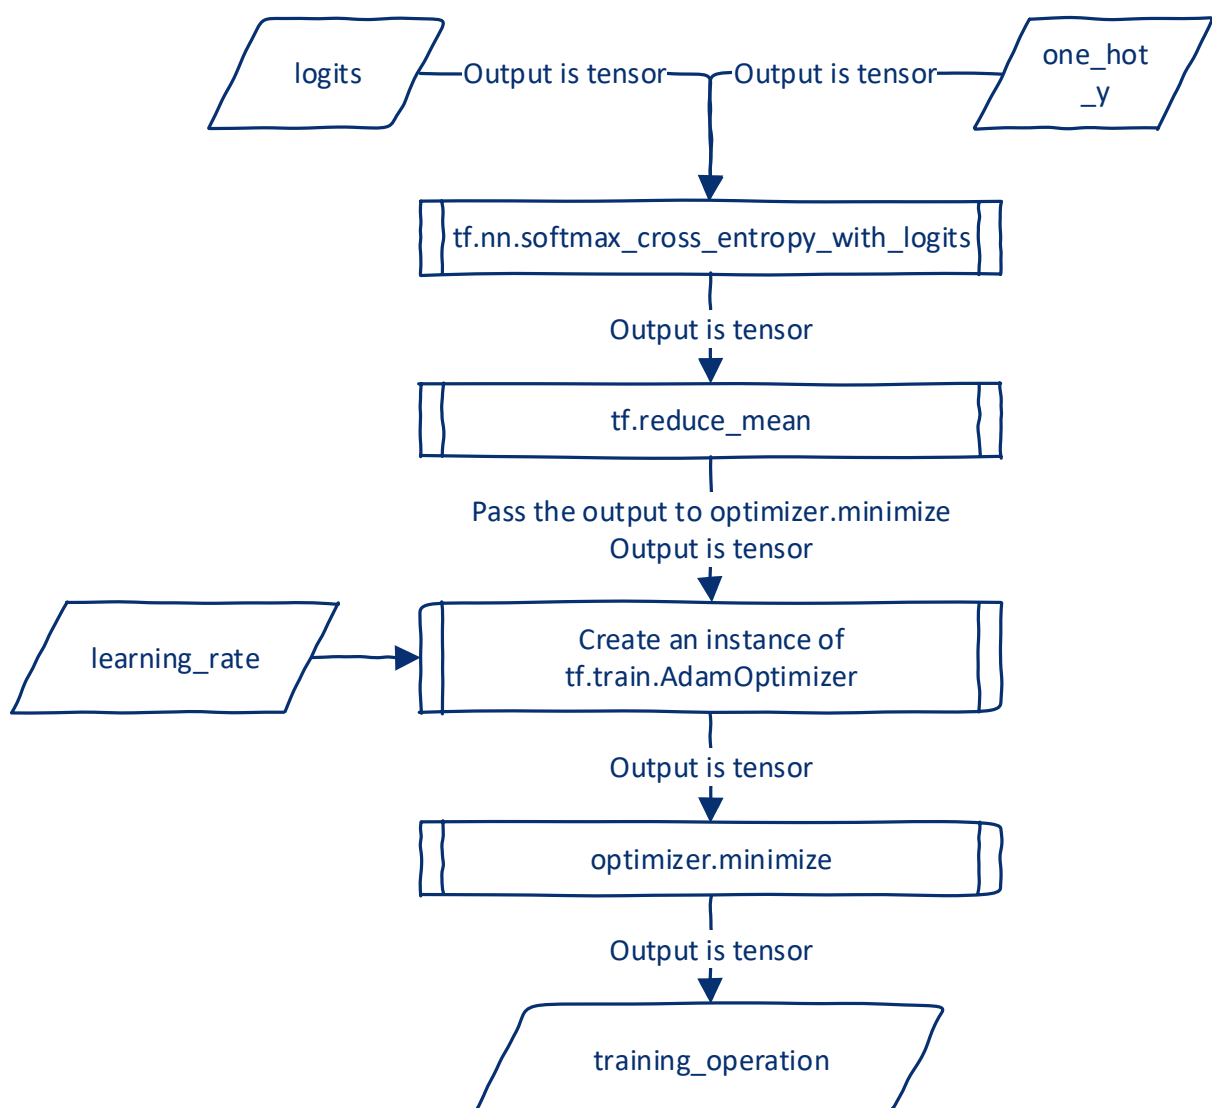 logits
Output is tensor
Output is tensor
one_hot
_y
tf.nn.softmax_cross_entropy_with_logits
Output is tensor
tf.reduce_mean
Pass the output to optimizer.minimize
Output is tensor
learning_rate
Create an instance of
tf.train.AdamOptimizer
Output is tensor
optimizer.minimize
Output is tensor
training_operation